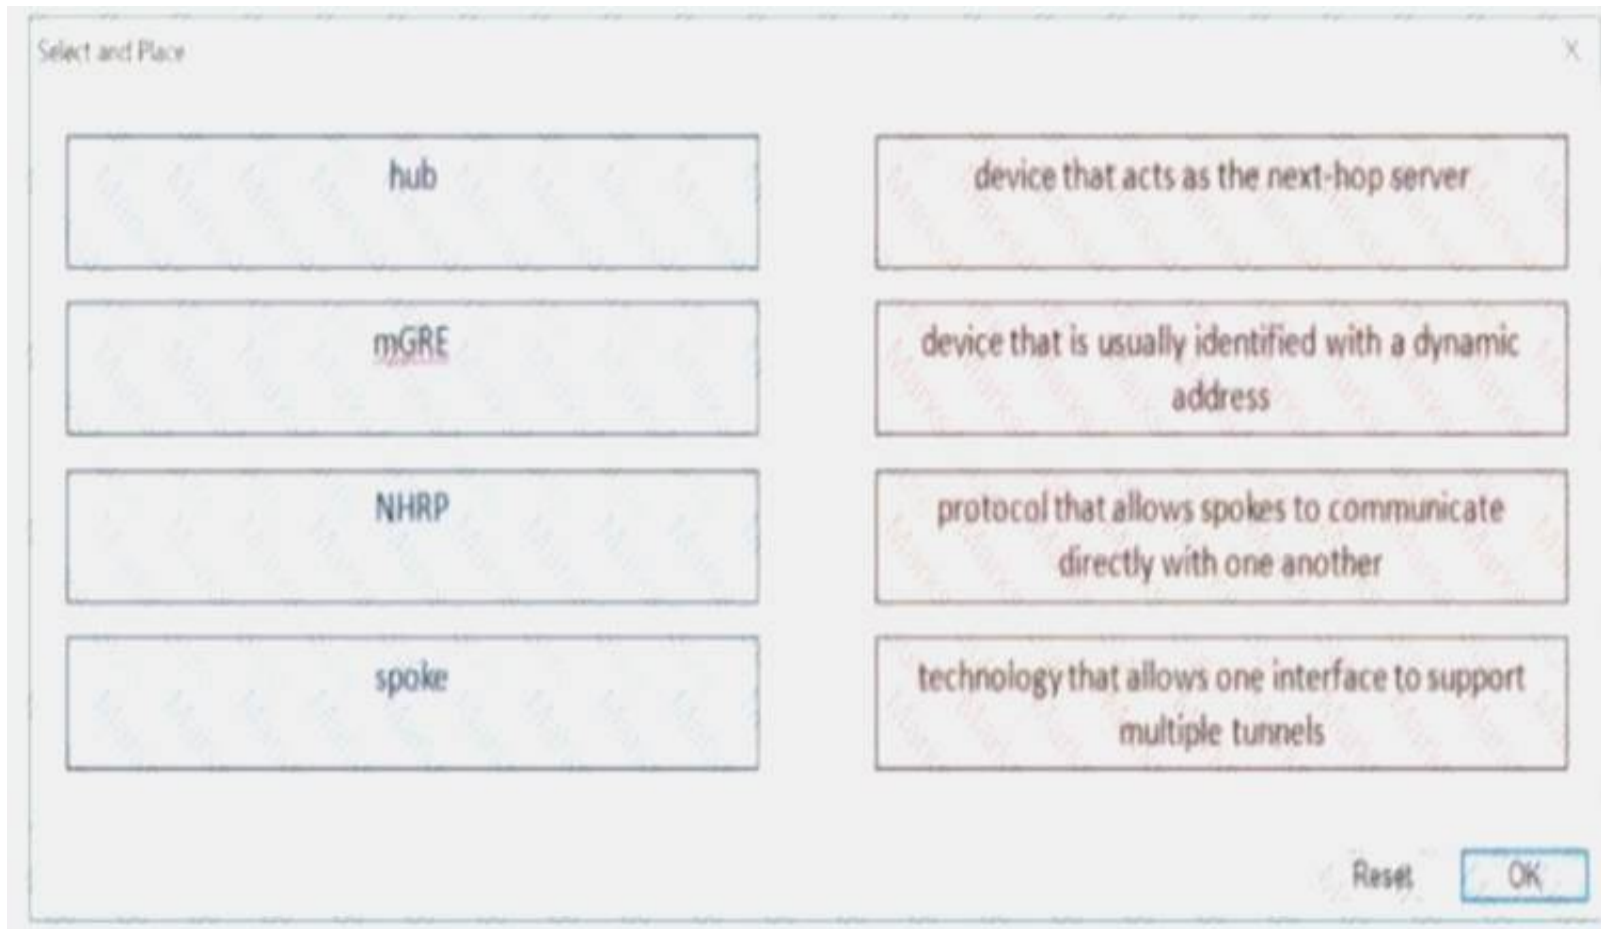 Select and Place
X
hub
device that acts as the next-hop server
mGRE
device that is usually identified with a dynamic
address
NHRP
protocol that allows spokes to communicate
directly with one another
spoke
technology that allows one interface to support
multiple tunnels
Reset
OK